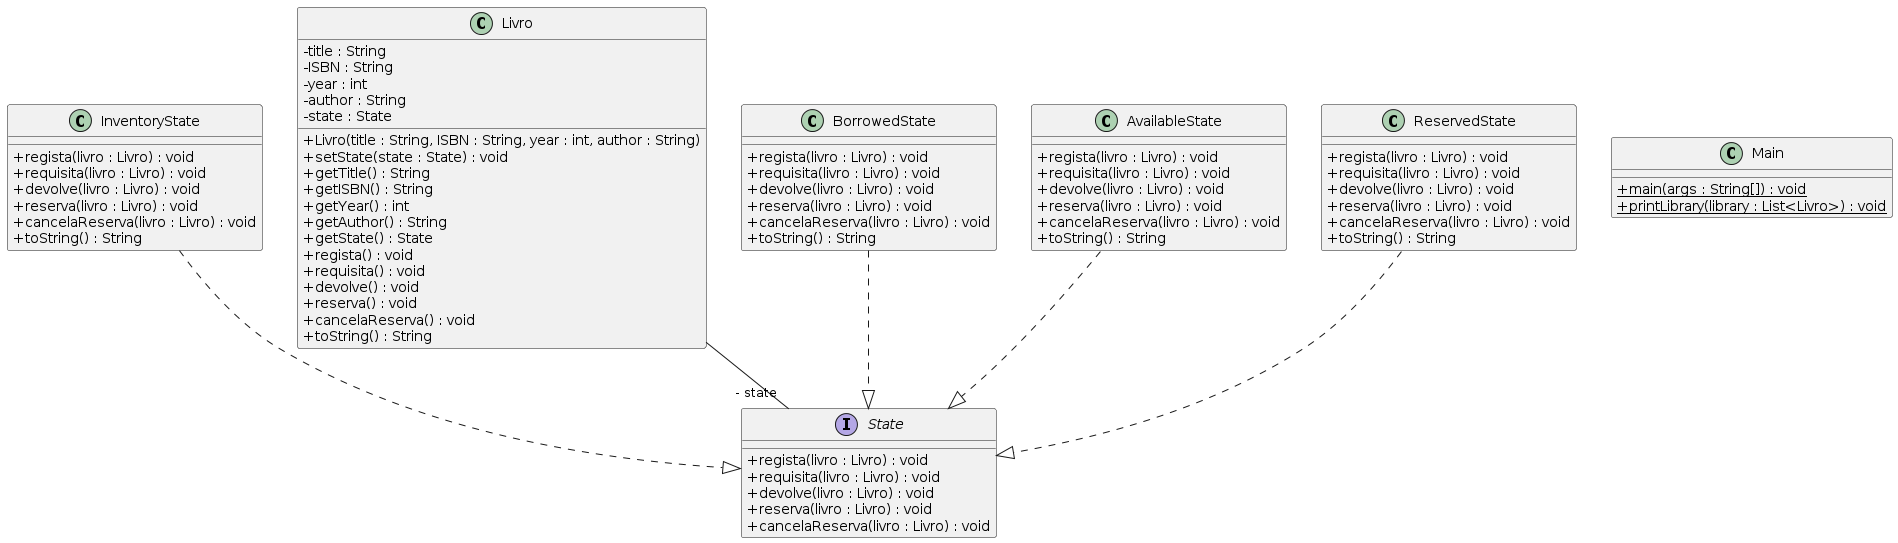 C Livro
-title : String
-ISBN : String
-year : int
-author : String
-state : State
+Livro(title : String, ISBN : String, year : int, author : String)
+setState(state : State) : void
+getTitle() : String
+getISBN() : String
+getYear() : int
+getAuthor() : String
+getState() : State
+regista() : void
+requisita() : void
+devolve() : void
+reserva() : void
+cancelaReserva() : void
+toString() : String
C InventoryState
+regista(livro : Livro) : void
+requisita(livro : Livro) : void
+devolve(livro : Livro) : void
+reserva(livro : Livro) : void
+cancelaReserva(livro : Livro) : void
+toString() : String
C BorrowedState
+regista(livro : Livro) : void
+requisita(livro : Livro) : void
+devolve(livro : Livro) : void
+reserva(livro : Livro) : void
+cancelaReserva(livro : Livro) : void
+toString() : String
C AvailableState
+regista(livro : Livro) : void
+requisita(livro : Livro) : void
+devolve(livro : Livro) : void
+reserva(livro : Livro) : void
+cancelaReserva(livro : Livro) : void
+toString() : String
C ReservedState
+regista(livro : Livro) : void
+requisita(livro : Livro) : void
+devolve(livro : Livro) : void
+reserva(livro : Livro) : void
+cancelaReserva(livro : Livro) : void
+toString() : String
C Main
+main(args : String[]) : void
+printLibrary(library : List<Livro>) : void
- state
I State
+regista(livro : Livro) : void
+requisita(livro : Livro) : void
+devolve(livro : Livro) : void
+reserva(livro : Livro) : void
+cancelaReserva(livro : Livro) : void